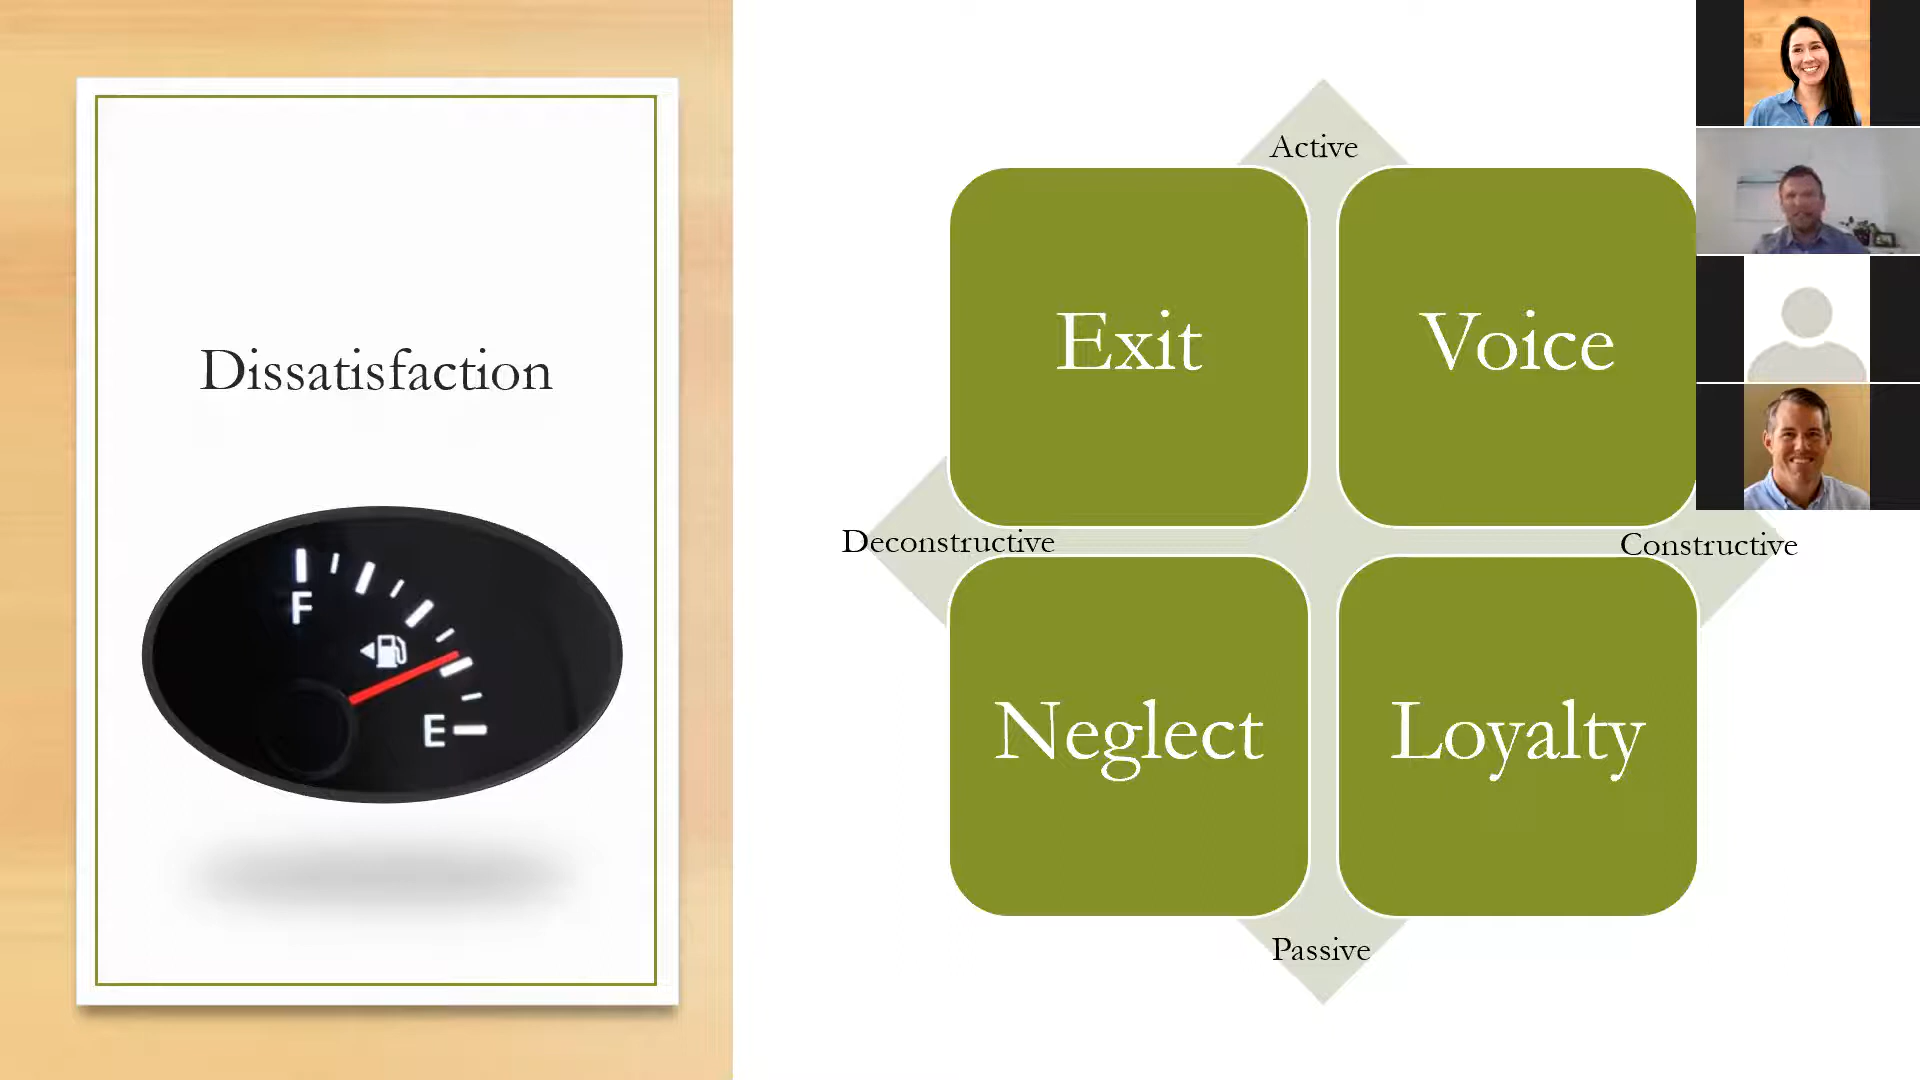 Dissatisfaction
F
E
Active
Exit
Voice
Deconstructive
Constructive
Neglect
Loyalty
Passive